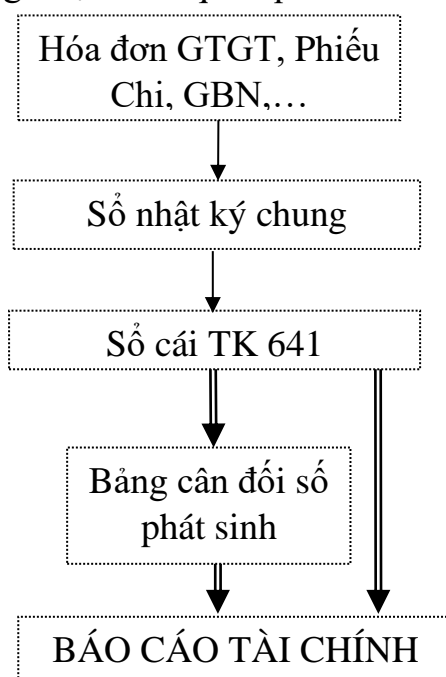 Hóa đơn GTGT, Phiếu
Chi, GBN,…
Sổ nhật ký chung
Sổ cái TK 641
Bảng cân đối số
phát sinh
BÁO CÁO TÀI CHÍNH